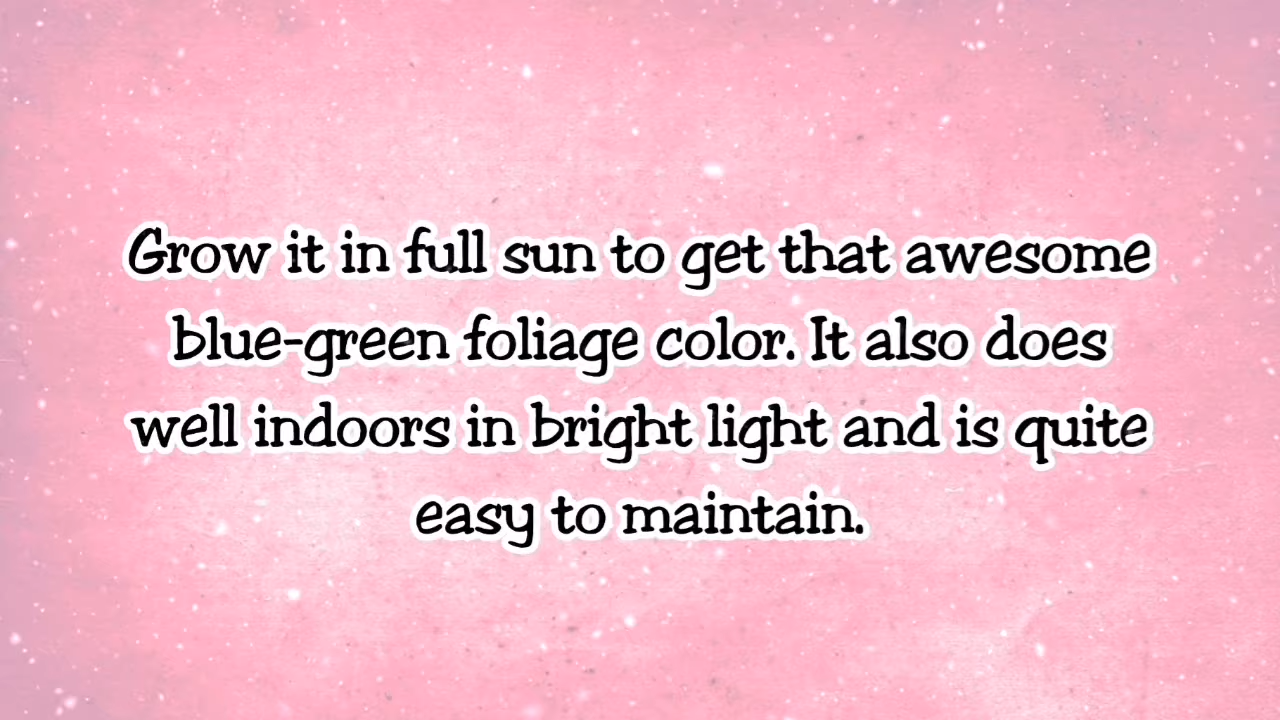 Grow it in full sun to get that awesome
blue-green foliage color. It also does
well indoors in bright light and is quite
easy to maintain.